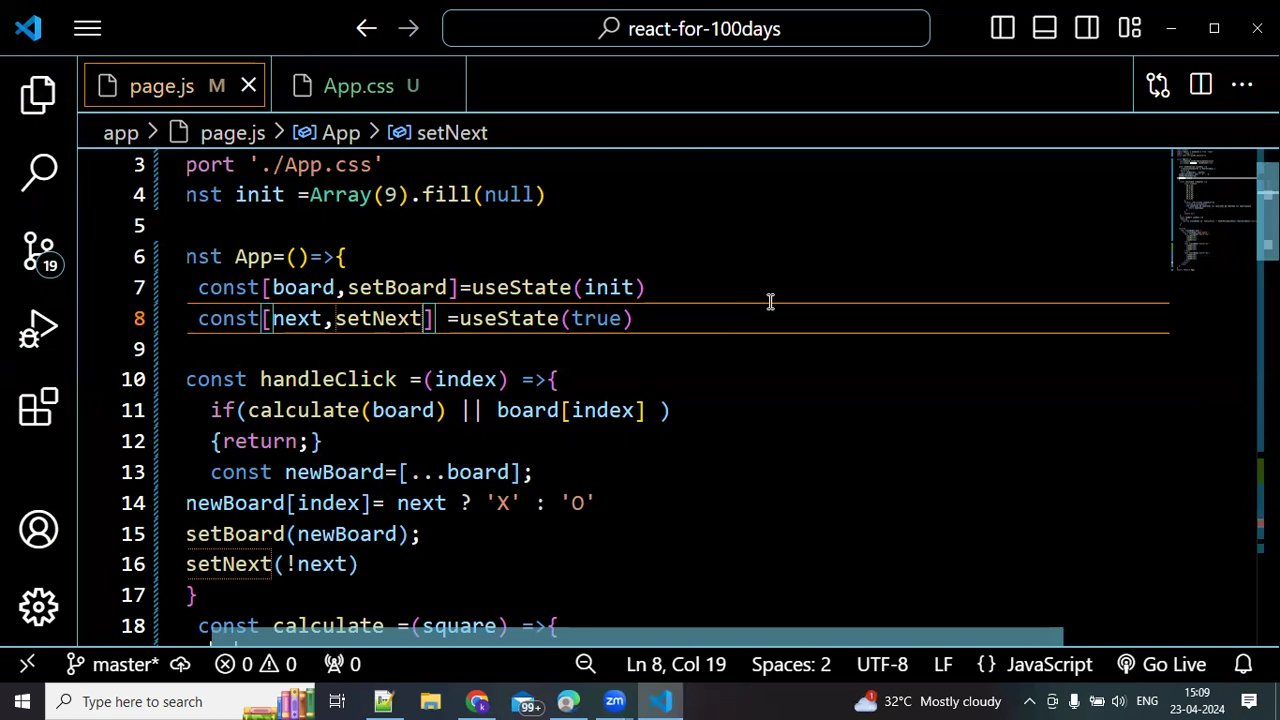 react-for-100days
page.js M
App.css U
app > page.js > App > setNext
3 port './App.css'
4 nst init =Array(9).fill(null)
5
6 nst App=()=>{
7 const[board,setBoard]=useState(init)
8 const[next,setNext] =useState(true)
9
10 const handleClick =(index) =>{
11 if(calculate(board) || board[index] )
12 {return;}
13 const newBoard=[...board];
14 newBoard[index]= next ? 'X' : 'O'
15 setBoard(newBoard);
16 setNext(!next)
17 }
18 const calculate =(square) =>{
19
master* 0 0 0 Ln 8, Col 19 Spaces: 2 UTF-8 LF {} JavaScript Go Live
Type here to search 99+ zm 32°C Mostly cloudy ENG 15:09
23-04-2024